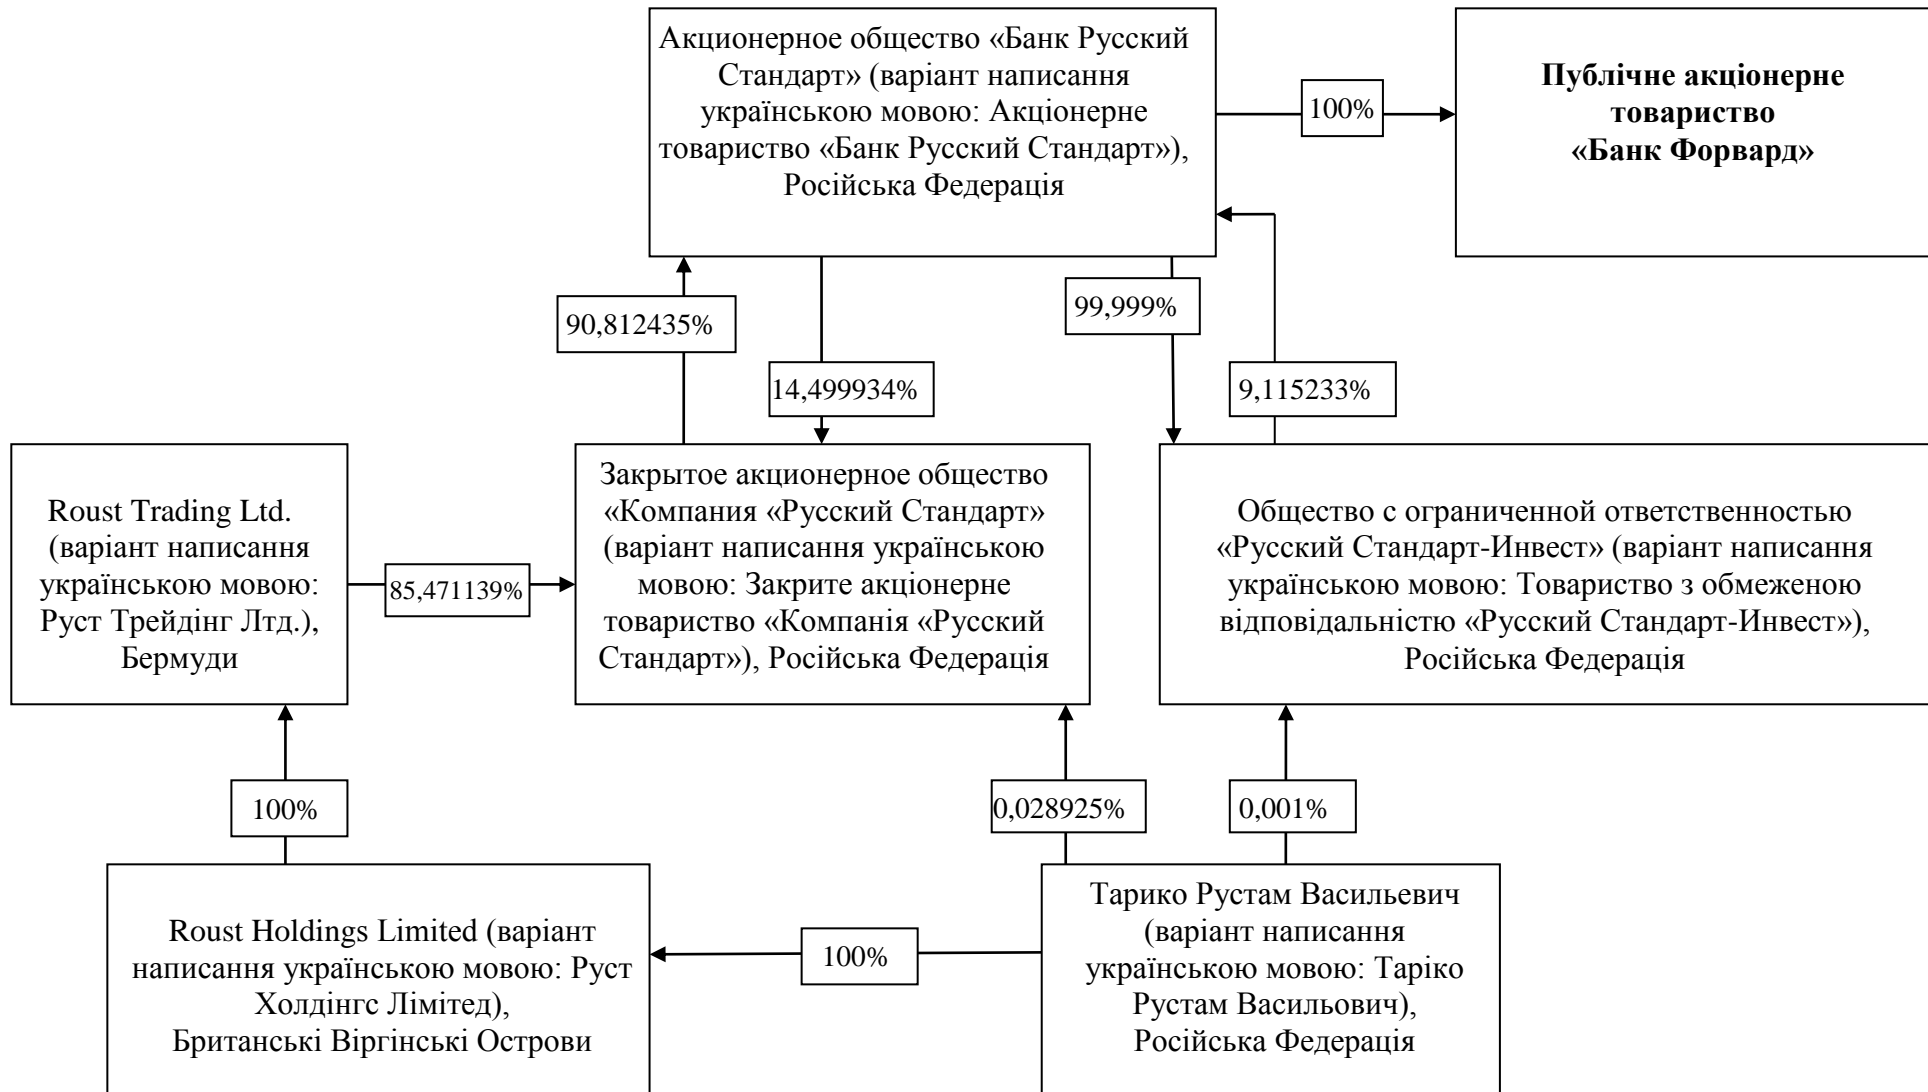 Акционерное общество «Банк Русский
Стандарт» (варіант написання
українською мовою: Акціонерне
товариство «Банк Русский Стандарт»),
Російська Федерація
100%
Публічне акціонерне
товариство
«Банк Форвард»
90,812435%
99,999%
14,499934%
9,115233%
Roust Trading Ltd.
(варіант написання
українською мовою:
Руст Трейдінг Лтд.),
Бермуди
85,471139%
Закрытое акционерное общество
«Компания «Русский Стандарт»
(варіант написання українською
мовою: Закрите акціонерне
товариство «Компанія «Русский
Стандарт»), Російська Федерація
Общество с ограниченной ответственностью
«Русский Стандарт-Инвест» (варіант написання
українською мовою: Товариство з обмеженою
відповідальністю «Русский Стандарт-Инвест»),
Російська Федерація
100%
0,028925%
0,001%
Roust Holdings Limited (варіант
написання українською мовою: Руст
Холдінгс Лімітед),
Британські Віргінські Острови
100%
Тарико Рустам Васильевич
(варіант написання
українською мовою: Таріко
Рустам Васильович),
Російська Федерація